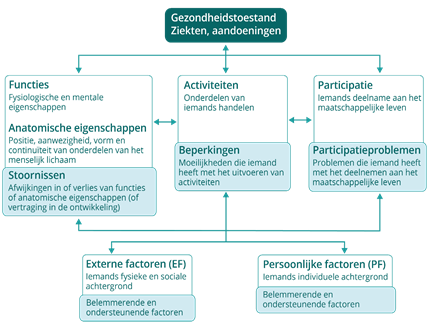 Gezondheidstoestand
Ziekten, aandoeningen
Functies
Fysiologische en mentale
eigenschappen
Anatomische eigenschappen
Positie, aanwezigheid, vorm en
continuïteit van onderdelen van het
menselijk lichaam
Stoornissen
Afwijkingen in of verlies van functies
of anatomische eigenschappen (of
vertraging in de ontwikkeling)
Activiteiten
Onderdelen van
iemands handelen
Beperkingen
Moeilijkheden die iemand
heeft met het uitvoeren van
activiteiten
Participatie
Iemands deelname aan het
maatschappelijke leven
Participatieproblemen
Problemen die iemand heeft
met het deelnemen aan het
maatschappelijke leven
Externe factoren (EF)
Iemands fysieke en sociale
achtergrond
Belemmerende en
ondersteunende factoren
Persoonlijke factoren (PF)
Iemands individuele achtergrond
Belemmerende en
ondersteunende factoren